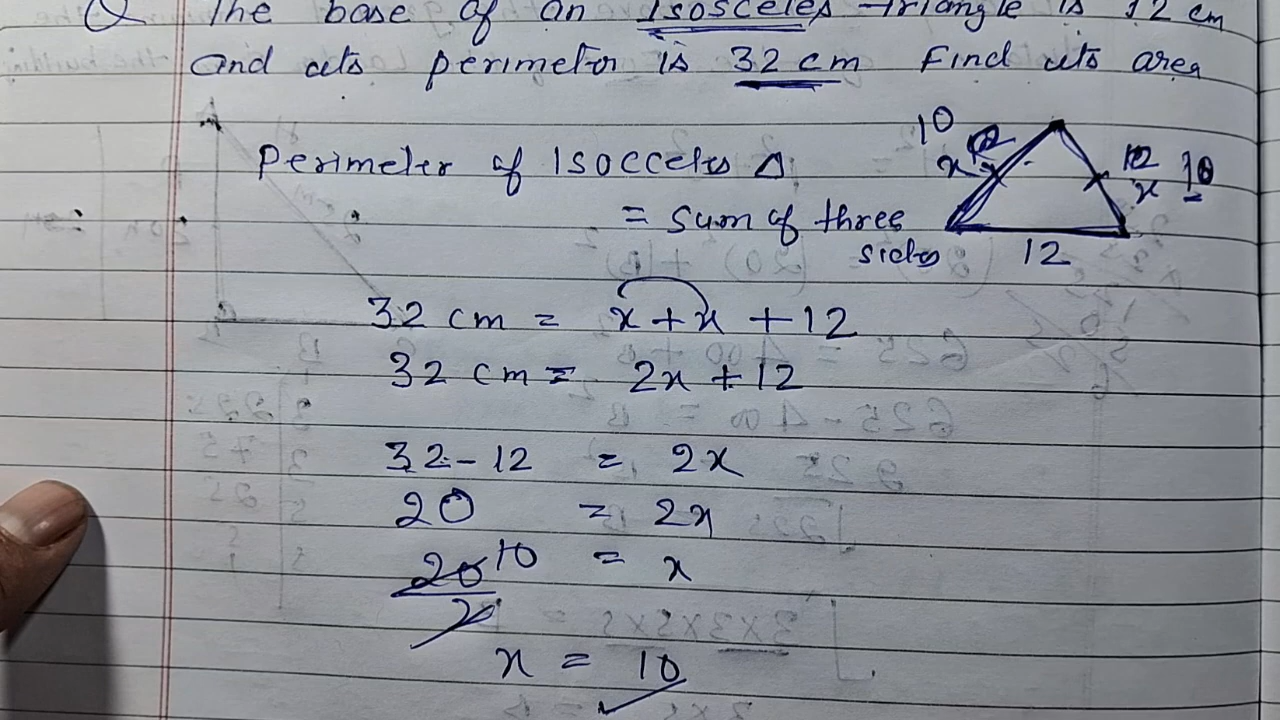 Q The base of an Isosceles triangle is 12 cm
and its perimeter is 32 cm Find its area
10
x
x 10
12
Perimeter of Isocceles Δ
= Sum of three
sides
32 cm = x + x + 12
32 cm = 2x + 12
32 - 12 = 2x
20 = 2x
20/2 10 = x
x = 10